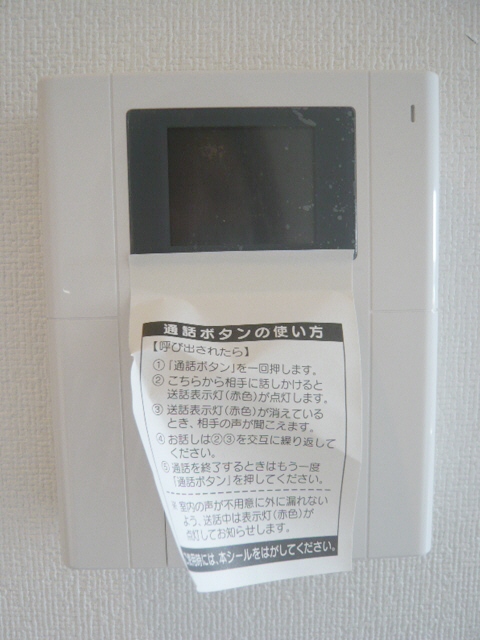 通話ボタンの使い方
【呼び出されたら】
①「通話ボタン」を一回押します。
② こちらから相手に話しかけると
送話表示灯(赤色)が点灯します。
③ 送話表示灯(赤色)が消えている
とき、相手の声が聞こえます。
④ お話しは②③を交互に繰り返して
ください。
⑤ 通話を終了するときはもう一度
「通話ボタン」を押してください。
※ 室内の声が不用意に外に漏れない
よう、送話中は表示灯(赤色)が
点灯してお知らせします。
使用時には、本シールをはがしてください。